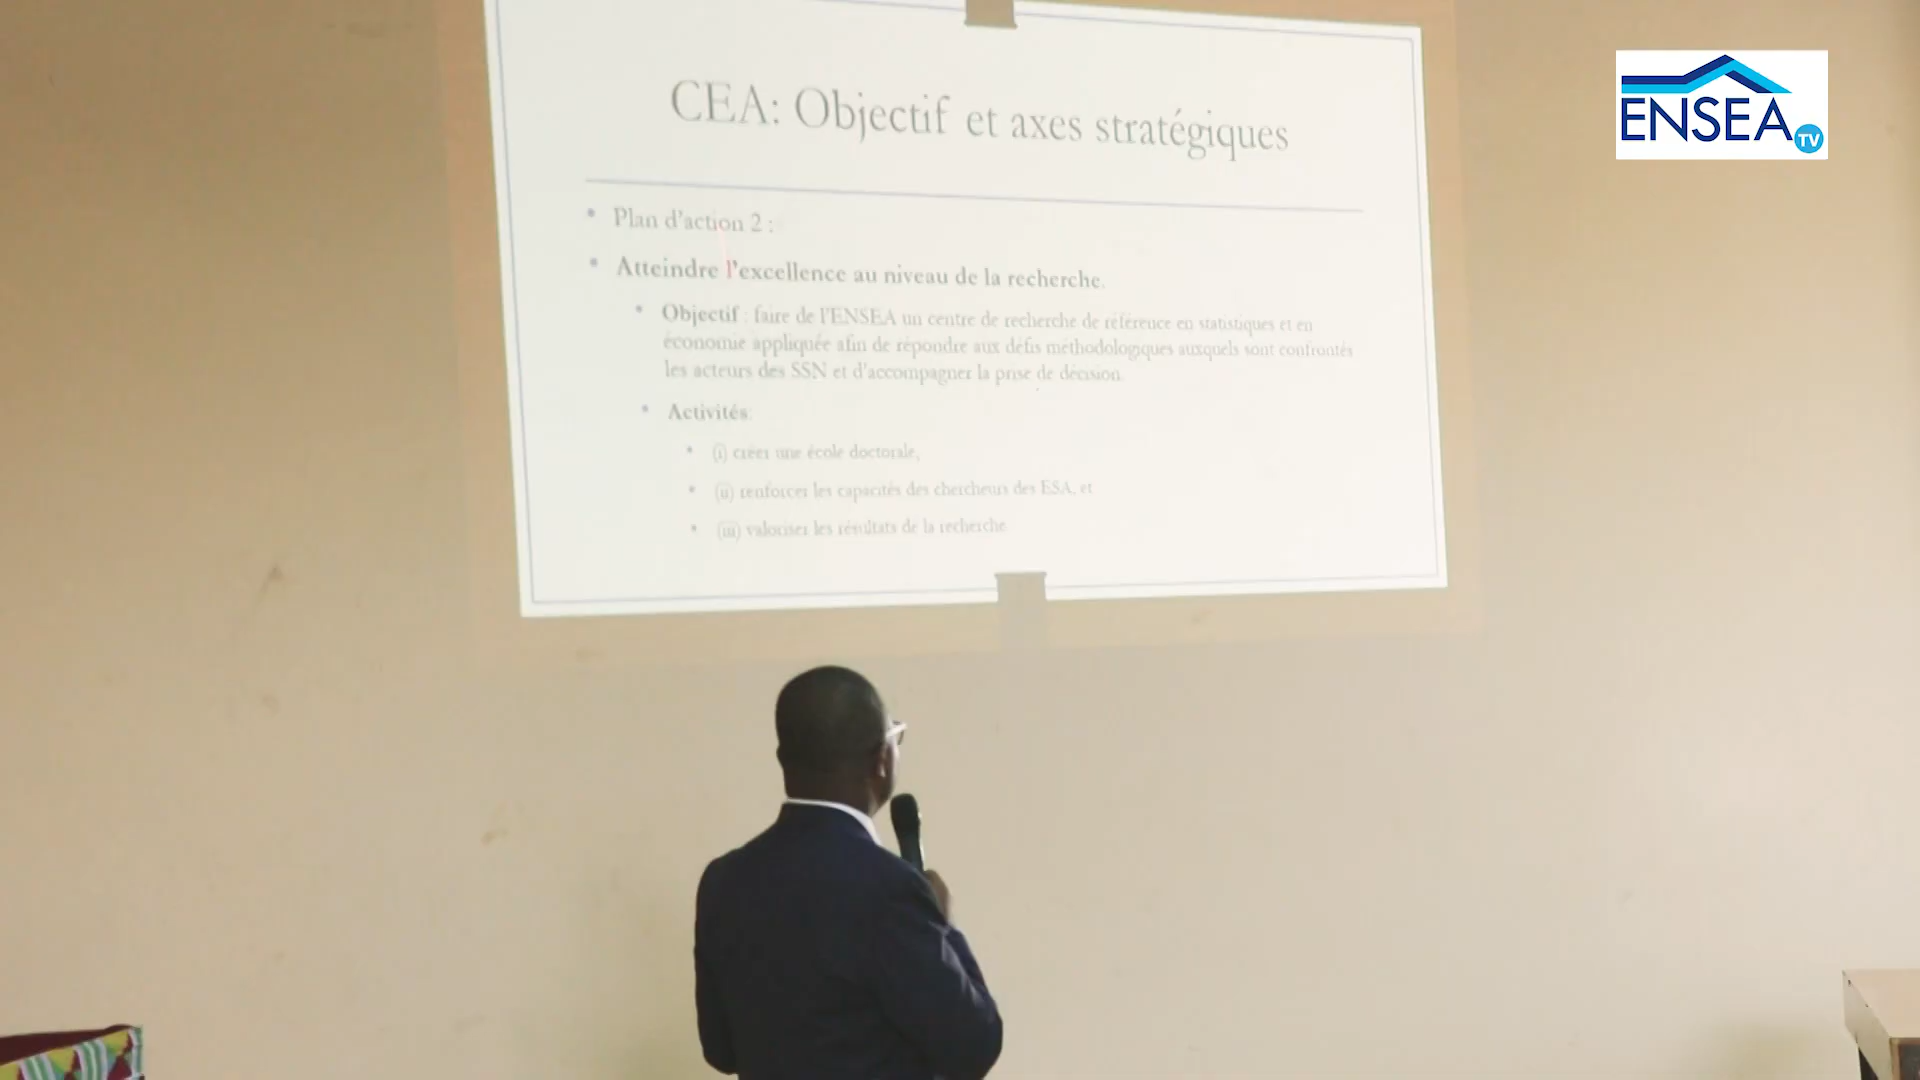 CEA: Objectif et axes stratégiques
• Plan d'action 2 :
• Atteindre l'excellence au niveau de la recherche.
• Objectif : faire de l'ENSEA un centre de recherche de référence en statistiques et en
économie appliquée afin de répondre aux défis méthodologiques auxquels sont confrontés
les acteurs des SSN et d'accompagner la prise de décision.
• Activités:
• (i) créer une école doctorale,
• (ii) renforcer les capacités des chercheurs des ESA, et
• (iii) valoriser les résultats de la recherche
ENSEA TV